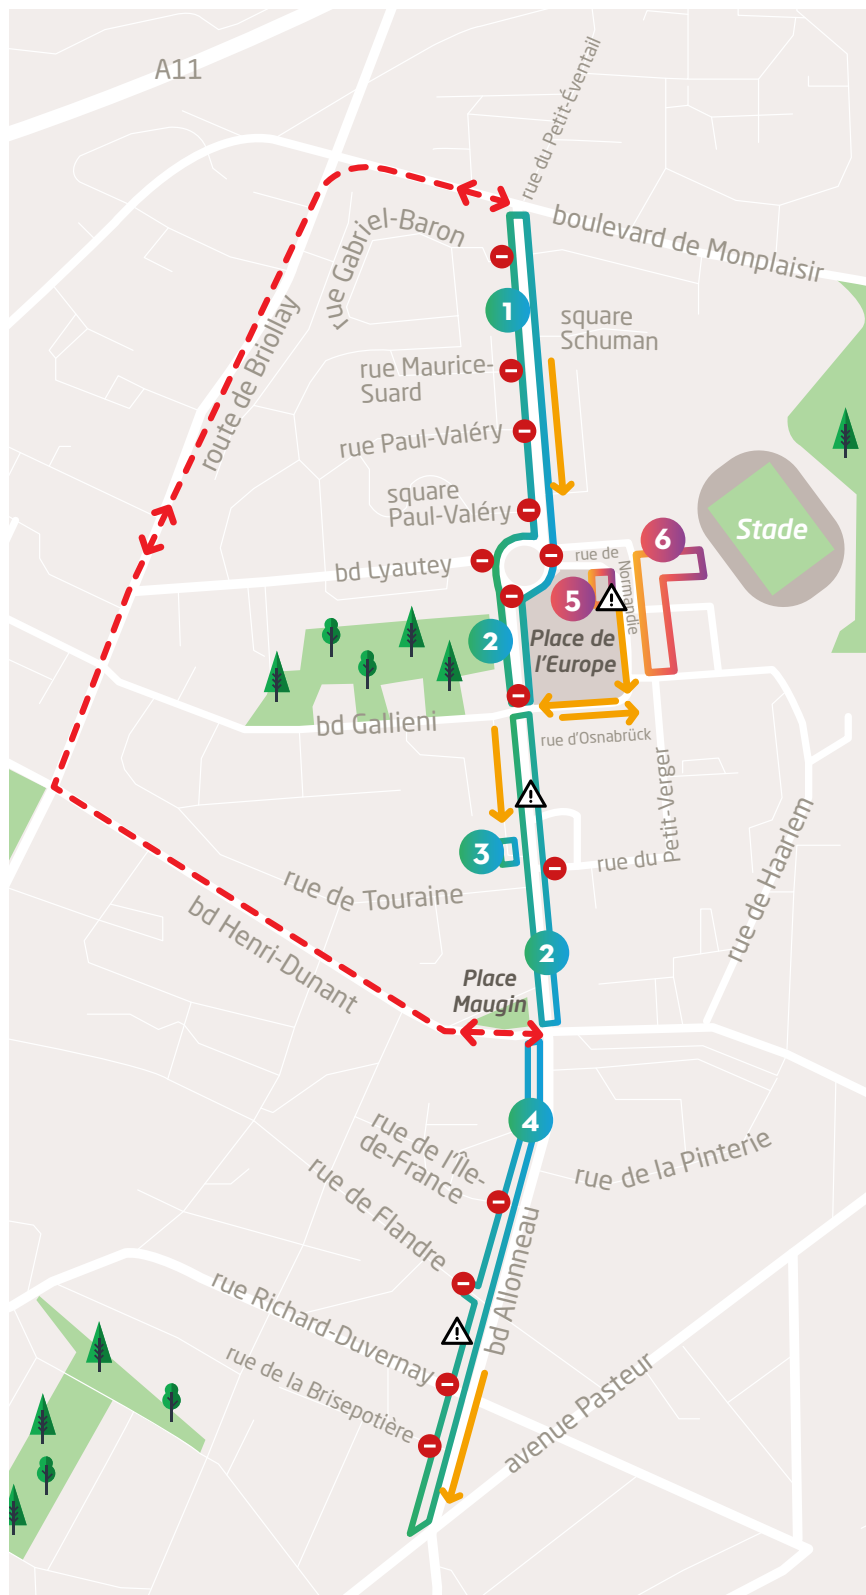 A11
rue du Petit-Éventail
boulevard de Monplaisir
rue Gabriel-Baron
route de Briollay
1
square
Schuman
rue Maurice-
Suard
rue Paul-Valéry
square
Paul-Valéry
Stade
6
rue de
Normandie
bd Lyautey
5
2
Place de
l'Europe
bd Gallieni
rue d'Osnabrück
3
rue du
Petit-Verger
rue de Haarlem
rue de Touraine
bd Henri-Dunant
2
Place
Maugin
4
rue de l'Île-
de-France
rue de la Pinterie
rue de Flandre
bd Allonneau
rue Richard-Duvernay
rue de la Brisepotière
avenue Pasteur